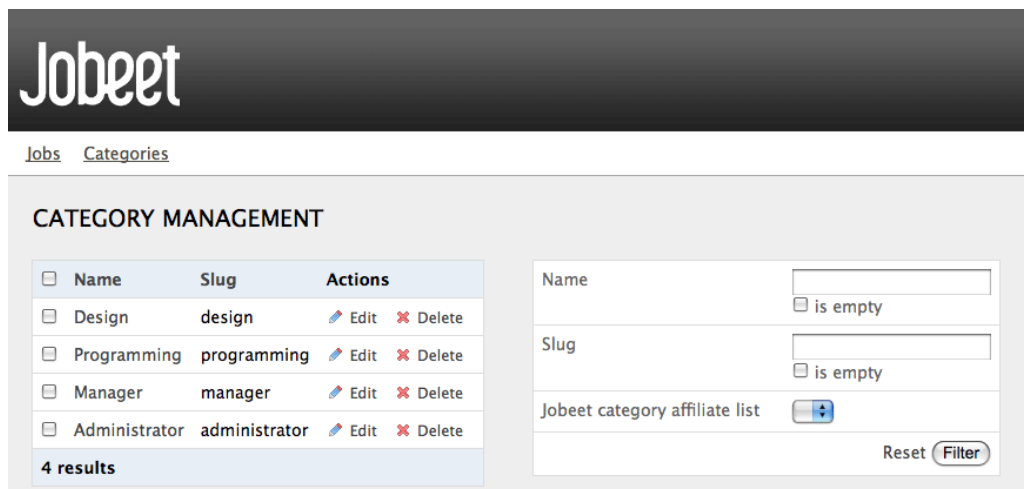 Jobeet
Jobs Categories
CATEGORY MANAGEMENT
Name Slug Actions
Design design Edit Delete
Programming programming Edit Delete
Manager manager Edit Delete
Administrator administrator Edit Delete
4 results
Name
is empty
Slug
is empty
Jobeet category affiliate list
Reset Filter